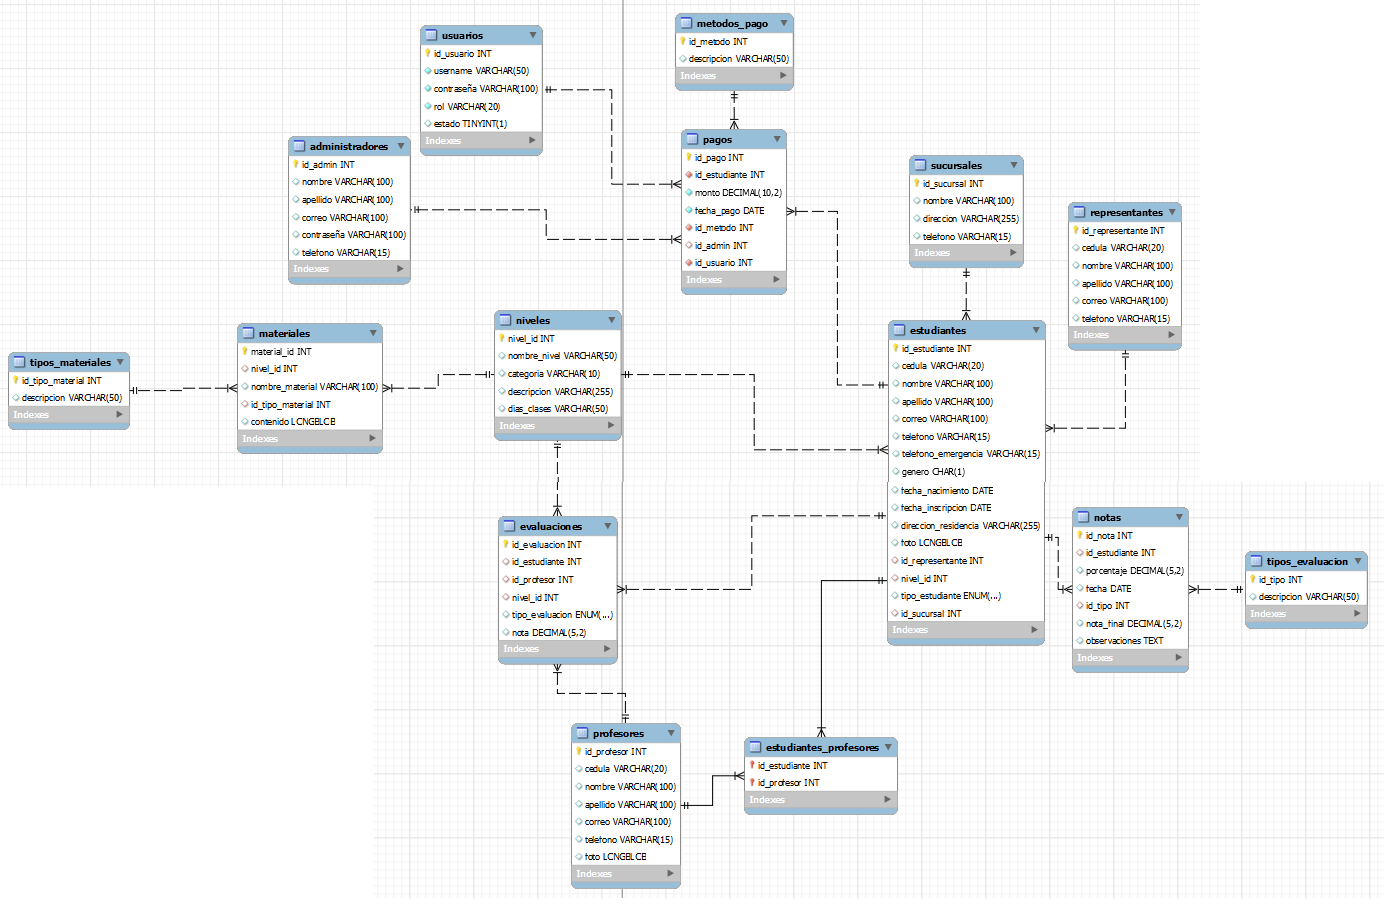 usuarios
id_usuario INT
username VARCHAR(50)
contraseña VARCHAR(100)
rol VARCHAR(20)
estado TINYINT(1)
Indexes
metodos_pago
id_metodo INT
descripcion VARCHAR(50)
Indexes
administradores
id_admin INT
nombre VARCHAR(100)
apellido VARCHAR(100)
correo VARCHAR(100)
contraseña VARCHAR(100)
telefono VARCHAR(15)
Indexes
pagos
id_pago INT
id_estudiante INT
monto DECIMAL(10,2)
fecha_pago DATE
id_metodo INT
id_admin INT
id_usuario INT
Indexes
sucursales
id_sucursal INT
nombre VARCHAR(100)
direccion VARCHAR(255)
telefono VARCHAR(15)
Indexes
representantes
id_representante INT
cedula VARCHAR(20)
nombre VARCHAR(100)
apellido VARCHAR(100)
correo VARCHAR(100)
telefono VARCHAR(15)
Indexes
tipos_materiales
id_tipo_material INT
descripcion VARCHAR(50)
Indexes
materiales
material_id INT
nivel_id INT
nombre_material VARCHAR(100)
id_tipo_material INT
contenido LONGBLOB
Indexes
niveles
nivel_id INT
nombre_nivel VARCHAR(50)
categoria VARCHAR(10)
descripcion VARCHAR(255)
dias_clases VARCHAR(50)
Indexes
estudiantes
id_estudiante INT
cedula VARCHAR(20)
nombre VARCHAR(100)
apellido VARCHAR(100)
correo VARCHAR(100)
telefono VARCHAR(15)
telefono_emergencia VARCHAR(15)
genero CHAR(1)
fecha_nacimiento DATE
fecha_inscripcion DATE
direccion_residencia VARCHAR(255)
foto LONGBLOB
id_representante INT
nivel_id INT
tipo_estudiante ENUM(...)
id_sucursal INT
Indexes
evaluaciones
id_evaluacion INT
id_estudiante INT
id_profesor INT
nivel_id INT
tipo_evaluacion ENUM(...)
nota DECIMAL(5,2)
Indexes
notas
id_nota INT
id_estudiante INT
porcentaje DECIMAL(5,2)
fecha DATE
id_tipo INT
nota_final DECIMAL(5,2)
observaciones TEXT
Indexes
tipos_evaluacion
id_tipo INT
descripcion VARCHAR(50)
Indexes
profesores
id_profesor INT
cedula VARCHAR(20)
nombre VARCHAR(100)
apellido VARCHAR(100)
correo VARCHAR(100)
telefono VARCHAR(15)
foto LONGBLOB
Indexes
estudiantes_profesores
id_estudiante INT
id_profesor INT
Indexes